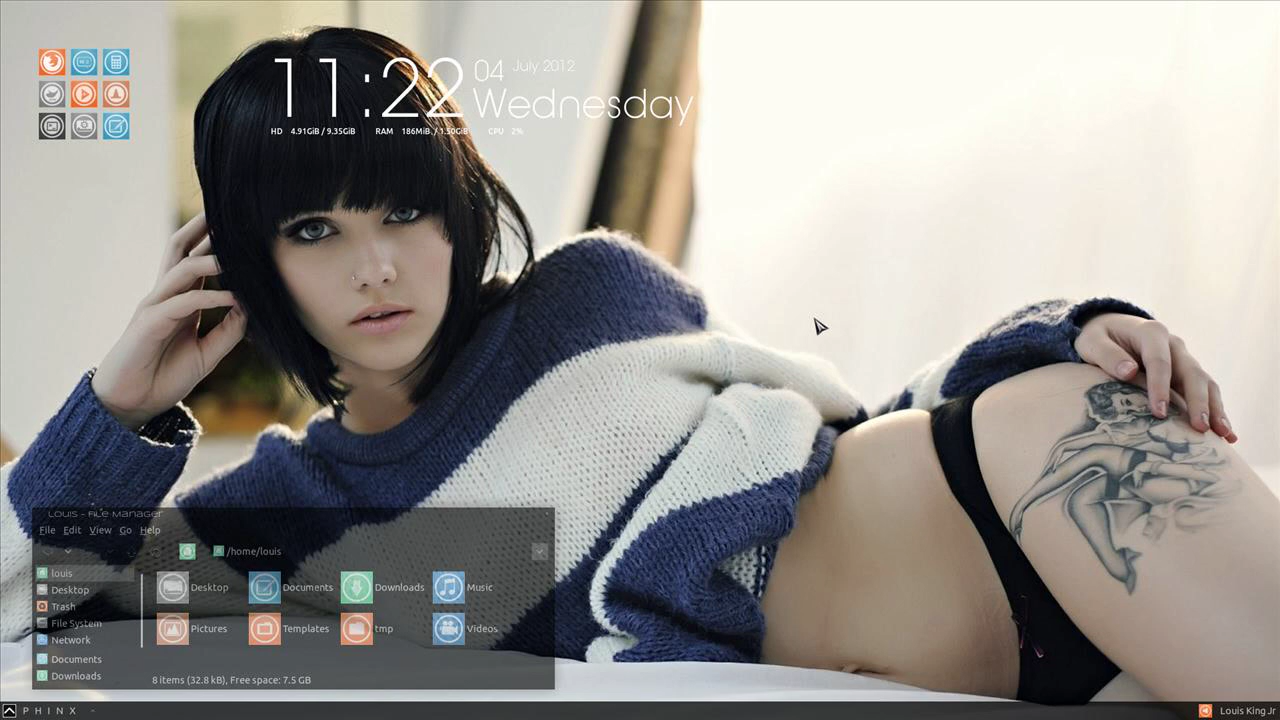 11:22
04 July 2012
Wednesday
HD 4.91GiB / 9.35GiB RAM 186MiB / 1.50GiB CPU 2%
Louis - File Manager
File Edit View Go Help
/home/louis
louis
Desktop
Trash
File System
Network
Documents
Downloads
Desktop Documents Downloads Music
Pictures Templates tmp Videos
8 items (32.8 kB), Free space: 7.5 GB
PHINX -
Louis King Jr